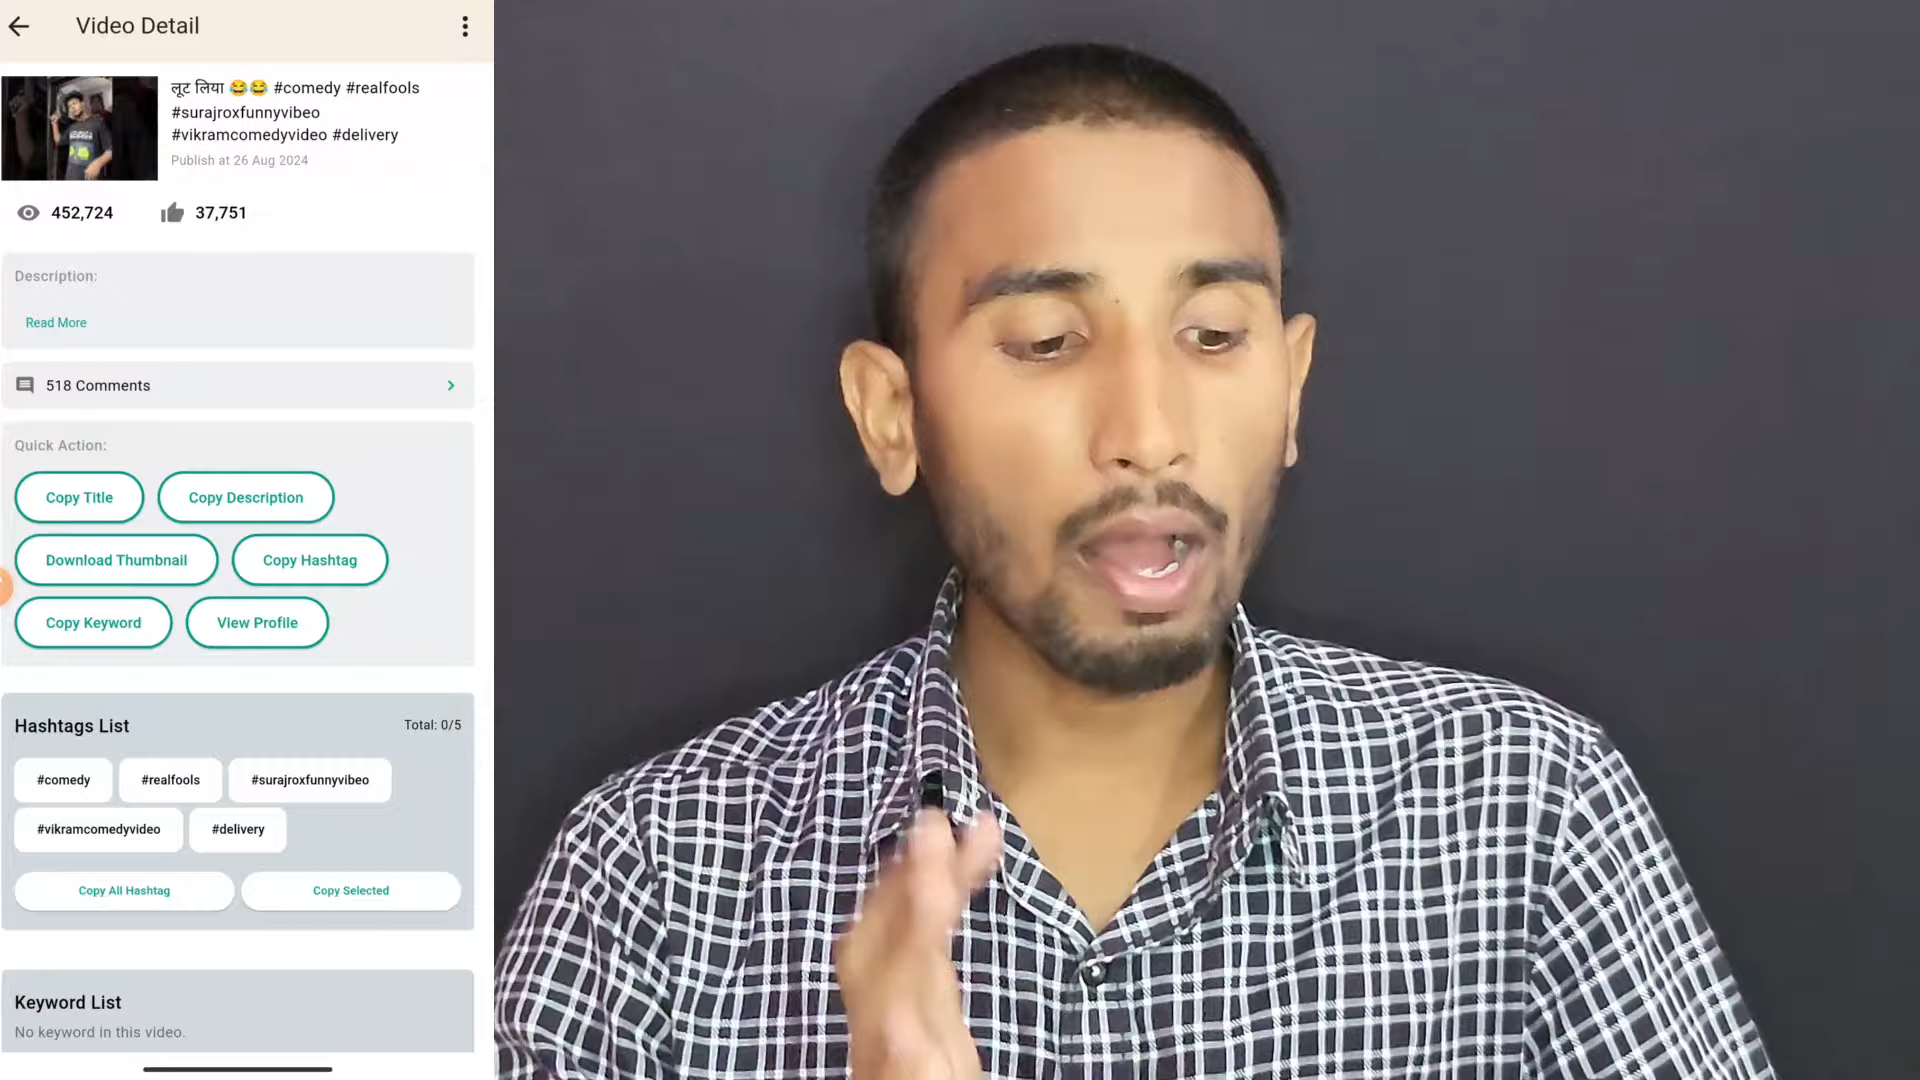 Video Detail
लूट लिया 😂😂 #comedy #realfools
#surajroxfunnyvibeo
#vikramcomedyvideo #delivery
Publish at 26 Aug 2024
452,724 37,751
Description:
Read More
518 Comments
Quick Action:
Copy Title Copy Description
Download Thumbnail Copy Hashtag
Copy Keyword View Profile
Hashtags List Total: 0/5
#comedy #realfools #surajroxfunnyvibeo
#vikramcomedyvideo #delivery
Copy All Hashtag Copy Selected
Keyword List
No keyword in this video.